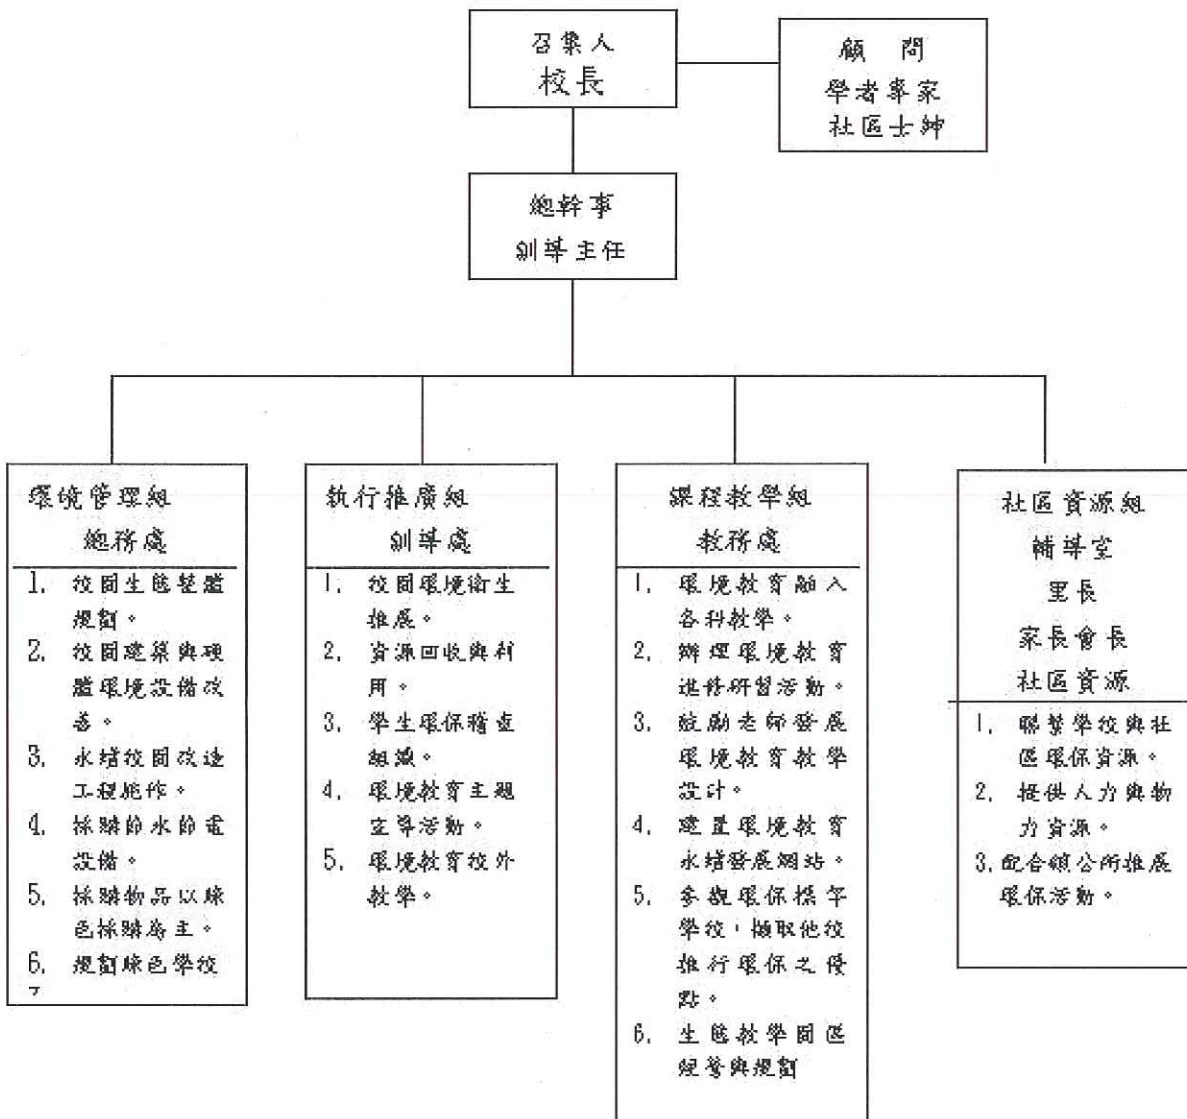 召集人
校長
顧 問
學者專家
社區士紳
總幹事
訓導主任
環境管理組
總務處
1. 校園生態整體
規劃。
2. 校園建築與硬
體環境設備改
善。
3. 永續校園改造
工程施作。
4. 採購節水節電
設備。
5. 採購物品以綠
色採購為主。
6. 規劃綠色學校
執行推廣組
訓導處
1. 校園環境衛生
推展。
2. 資源回收與利
用。
3. 學生環保稽查
組織。
4. 環境教育主題
宣導活動。
5. 環境教育校外
教學。
課程教學組
教務處
1. 環境教育融入
各科教學。
2. 辦理環境教育
進修研習活動。
3. 鼓勵老師發展
環境教育教學
設計。
4. 建置環境教育
永續發展網站。
5. 參觀環保標竿
學校，擷取他校
推行環保之優
點。
6. 生態教學園區
經營與規劃
社區資源組
輔導室
里長
家長會長
社區資源
1. 聯繫學校與社
區環保資源。
2. 提供人力與物
力資源。
3. 配合鎮公所推展
環保活動。